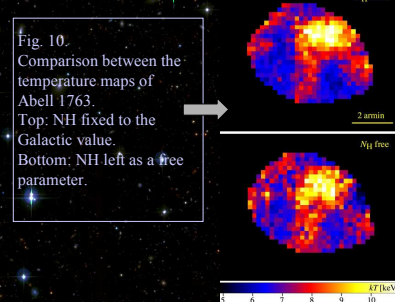 Fig. 10.
Comparison between the
temperature maps of
Abell 1763.
Top: NH fixed to the
Galactic value.
Bottom: NH left as a free
parameter.
2 armin
NH free
kT [keV
5 6 7 8 9 10